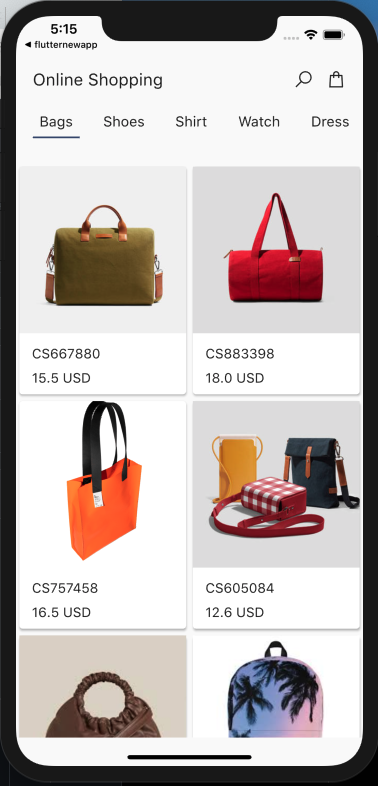 5:15
◀ flutternewapp
Online Shopping
Bags Shoes Shirt Watch Dress
CS667880 CS883398
15.5 USD 18.0 USD
CS757458 CS605084
16.5 USD 12.6 USD